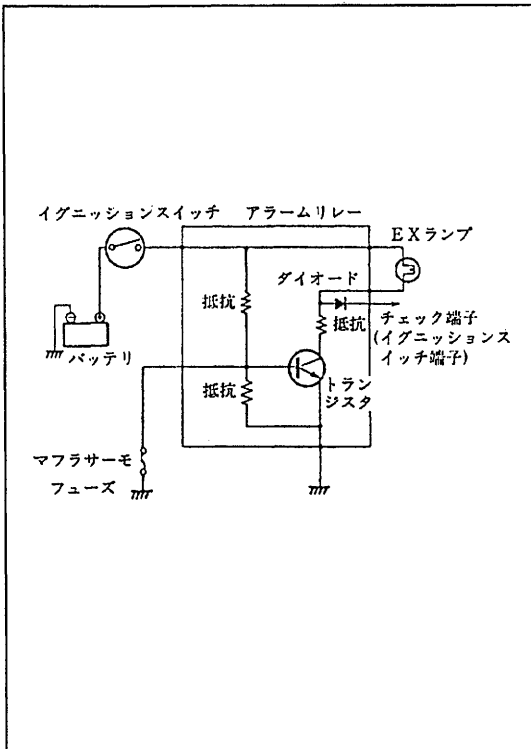 イグニッションスイッチ
アラームリレー
EXランプ
ダイオード
抵抗
抵抗
チェック端子
(イグニッションス
イッチ端子)
バッテリ
抵抗
トラン
ジスタ
マフラサーモ
フューズ